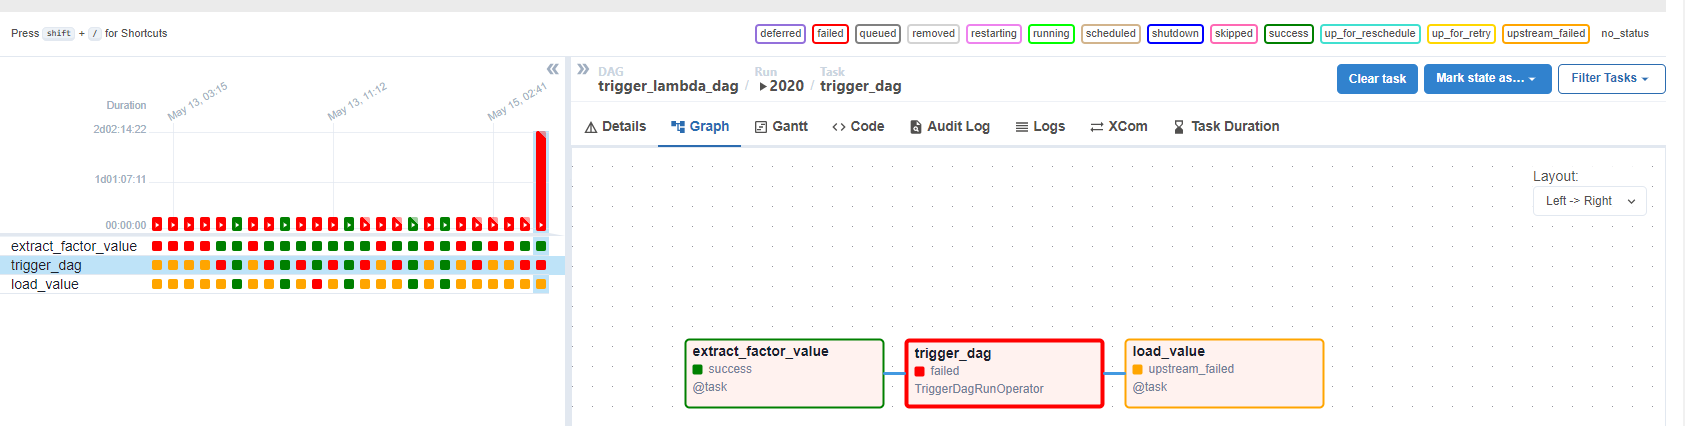 Press shift + / for Shortcuts
deferred failed queued removed restarting running scheduled shutdown skipped success up_for_reschedule up_for_retry upstream_failed no_status
DAG Run Task
trigger_lambda_dag / 2020 / trigger_dag
Clear task Mark state as... Filter Tasks
Details Graph Gantt Code Audit Log Logs XCom Task Duration
Layout:
Left -> Right
May 13, 03:15 May 13, 11:12 May 15, 02:41
Duration
2d02:14:22
1d01:07:11
00:00:00
extract_factor_value
trigger_dag
load_value
extract_factor_value
success
@task
trigger_dag
failed
TriggerDagRunOperator
load_value
upstream_failed
@task